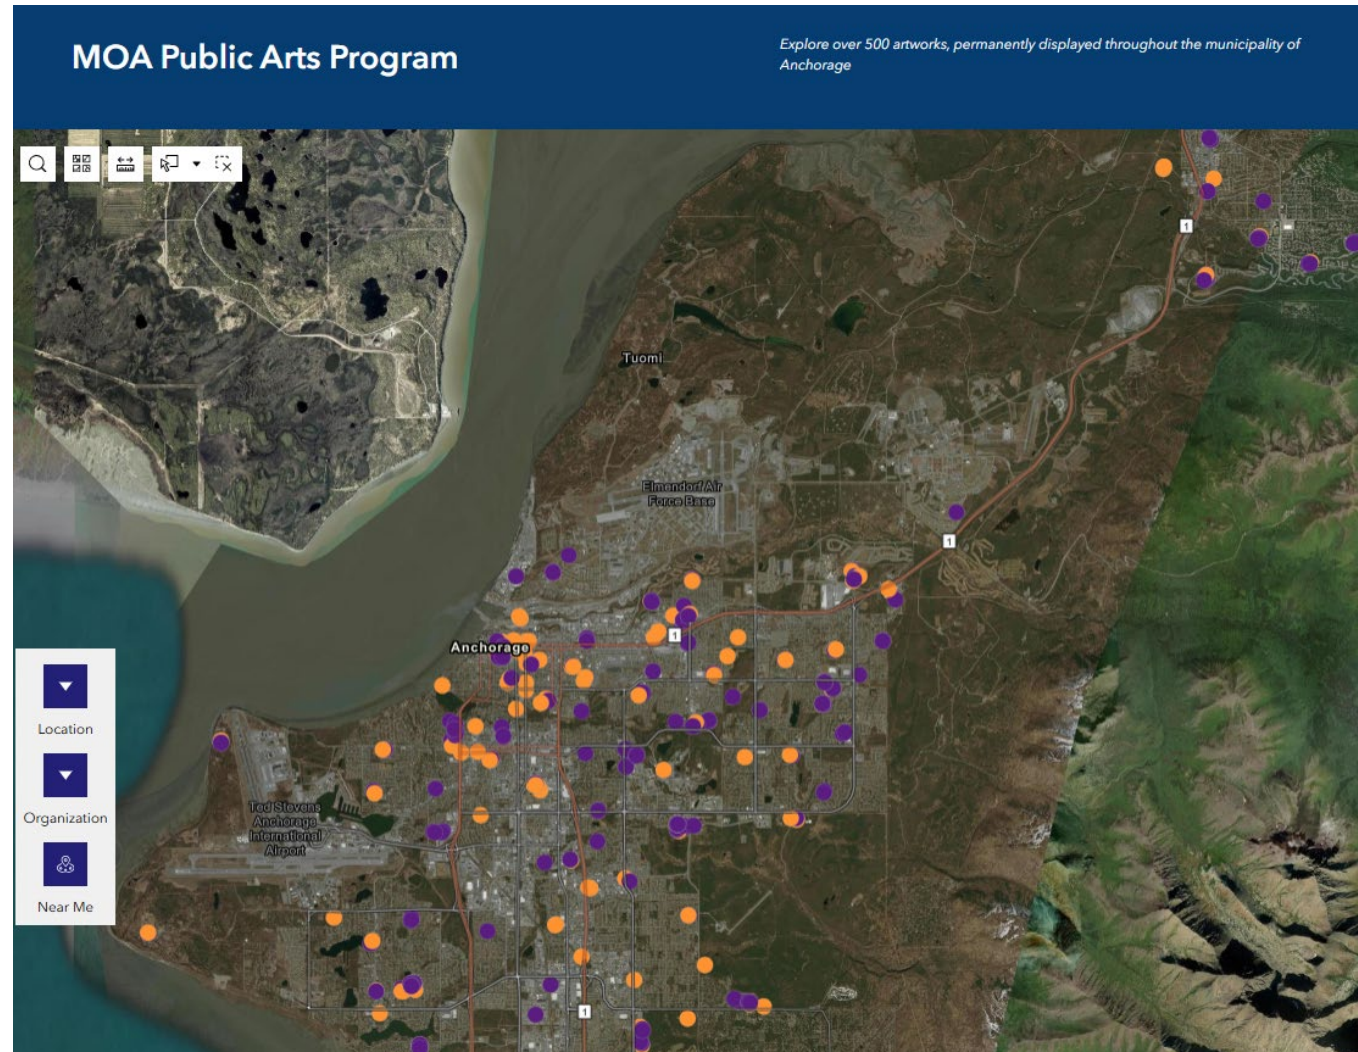 MOA Public Arts Program
Explore over 500 artworks, permanently displayed throughout the municipality of
Anchorage
1
Tuomi
Elmendorf Air
Force Base
1
1
Anchorage
Location
Organization
Ted Stevens
Anchorage
International
Airport
Near Me
1